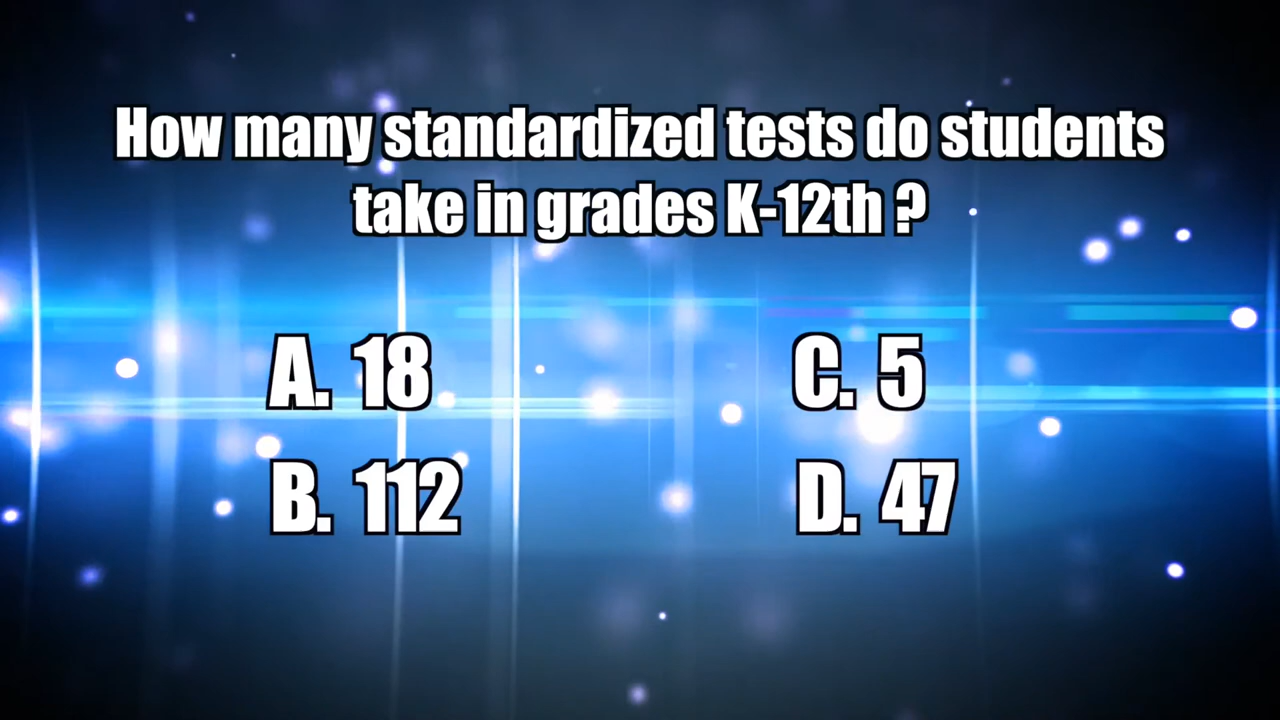 How many standardized tests do students
take in grades K-12th ?
A. 18
B. 112
C. 5
D. 47